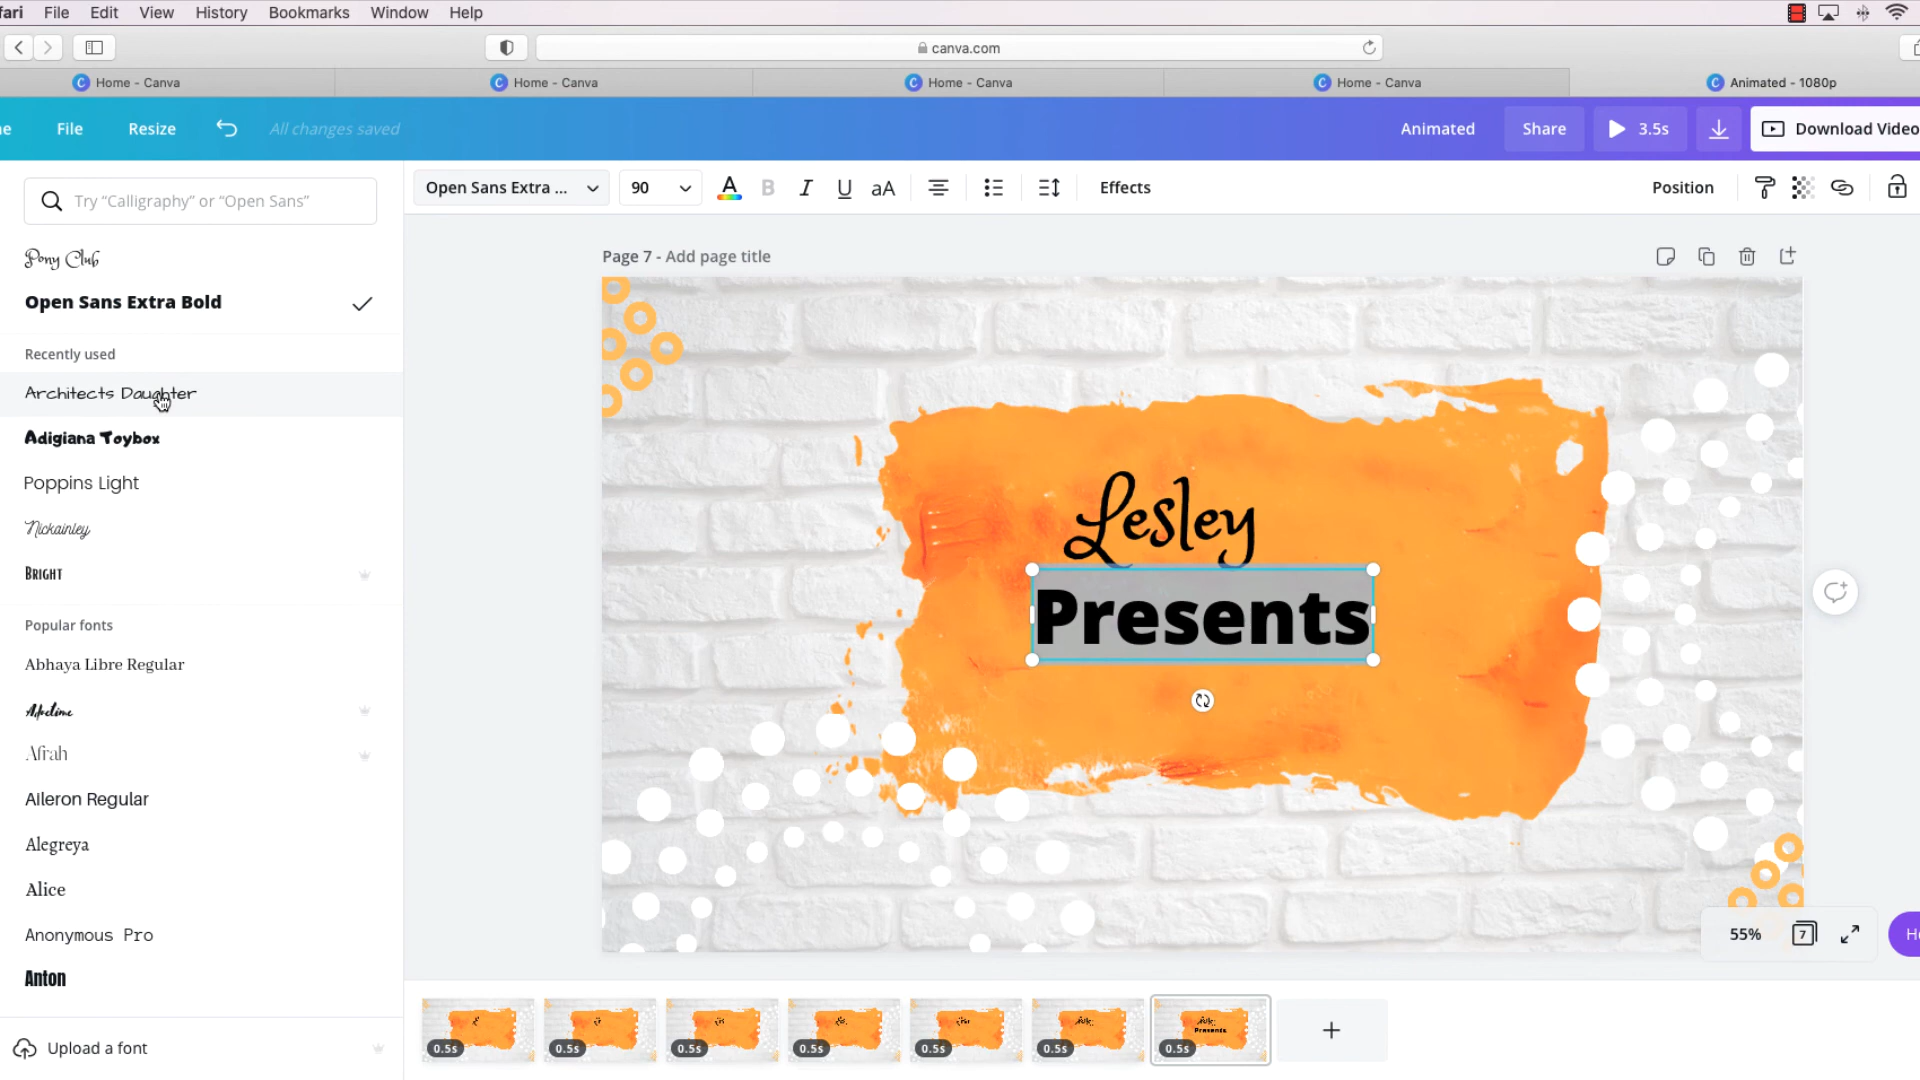 fari File Edit View History Bookmarks Window Help
canva.com
Home - Canva Home - Canva Home - Canva Home - Canva Animated - 1080p
e File Resize All changes saved Animated Share 3.5s Download Video
Try “Calligraphy” or “Open Sans” Open Sans Extra ... 90 A B I U aA Effects Position
Pony Club
Open Sans Extra Bold
Recently used
Architects Daughter
Adigiana Toybox
Poppins Light
Nickainley
BRIGHT
Popular fonts
Abhaya Libre Regular
Adreline
Afrah
Aileron Regular
Alegreya
Alice
Anonymous Pro
Anton
Upload a font
Page 7 - Add page title
Lesley
Presents
55% 7 H
0.5s 0.5s 0.5s 0.5s 0.5s 0.5s Presents 0.5s